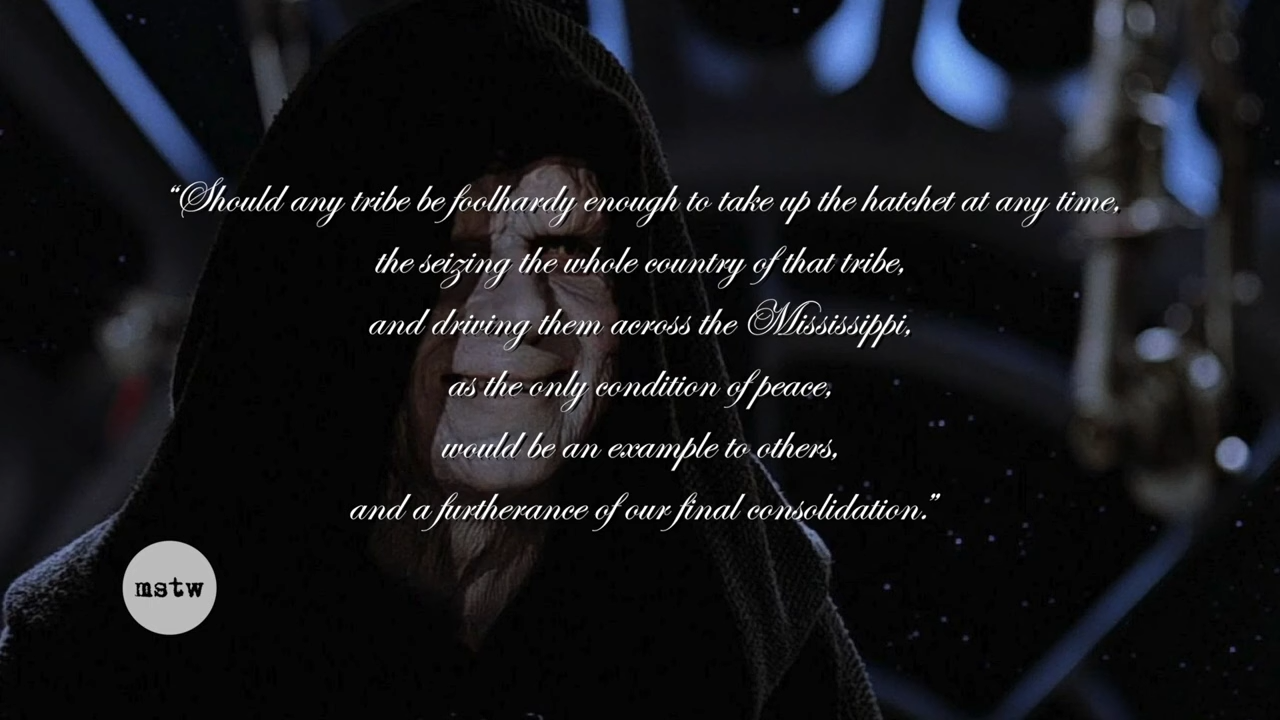 “Should any tribe be foolhardy enough to take up the hatchet at any time,
the seizing the whole country of that tribe,
and driving them across the Mississippi,
as the only condition of peace,
would be an example to others,
and a furtherance of our final consolidation.”
mstw